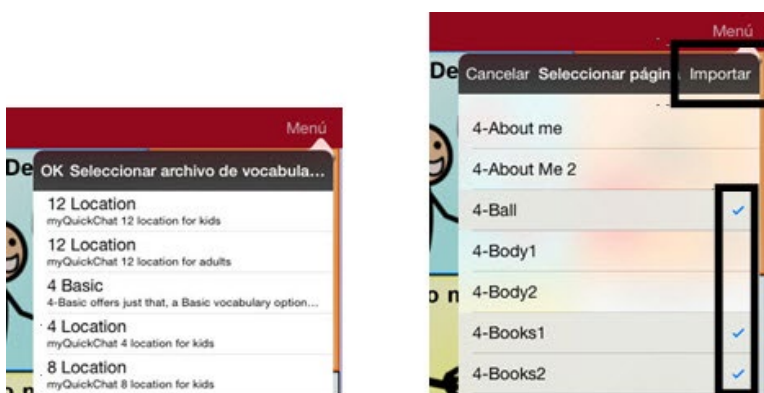 Menú
De
OK Seleccionar archivo de vocabula...
12 Location
myQuickChat 12 location for kids
12 Location
myQuickChat 12 location for adults
4 Basic
4-Basic offers just that, a Basic vocabulary option...
4 Location
myQuickChat 4 location for kids
8 Location
myQuickChat 8 location for kids
Menú
De
Cancelar Seleccionar págin Importar
4-About me
4-About Me 2
4-Ball
4-Body1
4-Body2
4-Books1
4-Books2